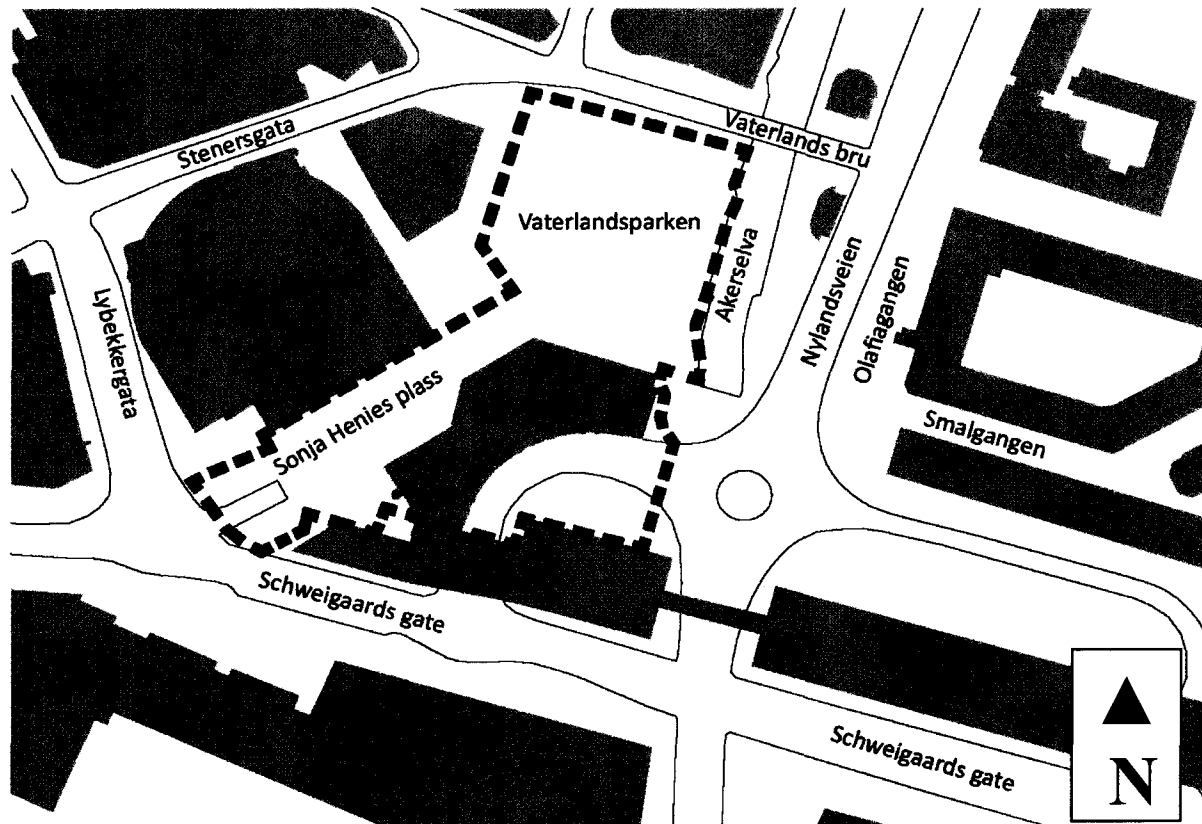 Stenersgata
Vaterlands bru
Vaterlandsparken
Akerselva
Nylandsveien
Olafiagangen
Lybekkergata
Sonja Henies plass
Smalgangen
Schweigaards gate
Schweigaards gate
N